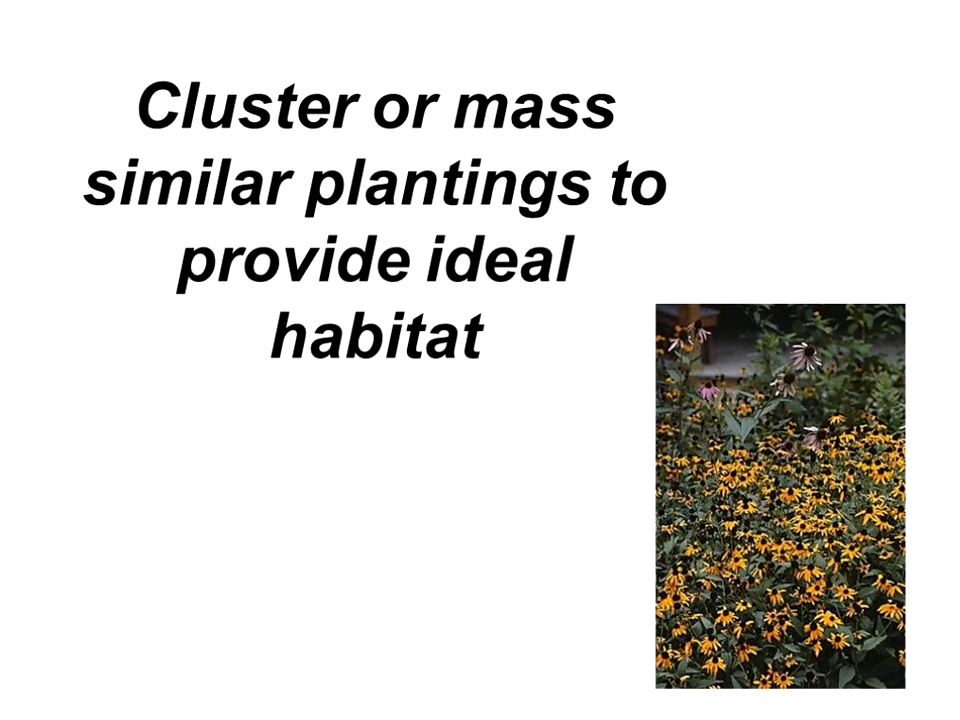 Cluster or mass
similar plantings to
provide ideal
habitat